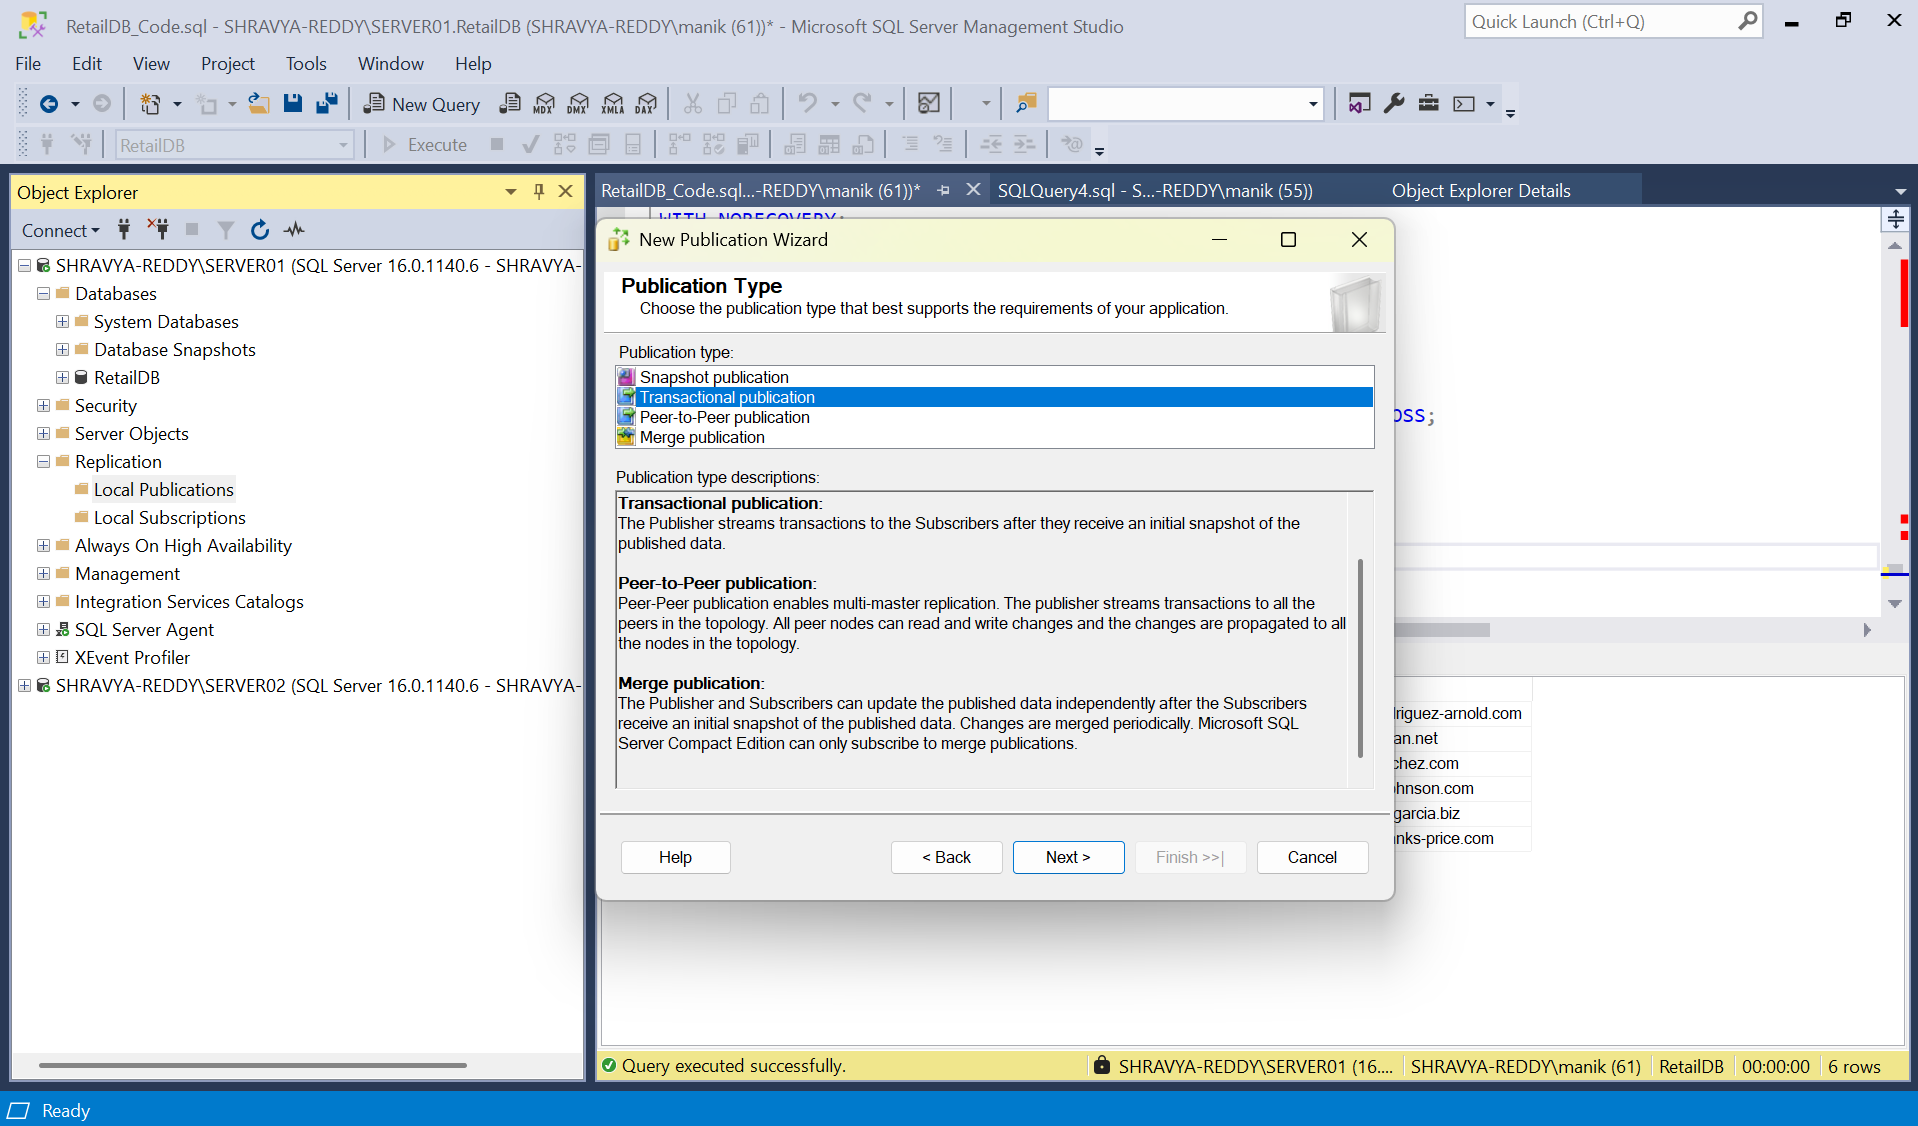 RetailDB_Code.sql - SHRAVYA-REDDY\SERVER01.RetailDB (SHRAVYA-REDDY\manik (61))* - Microsoft SQL Server Management Studio
Quick Launch (Ctrl+Q)
File Edit View Project Tools Window Help
New Query MDX DMX XMLA DAX
RetailDB Execute
Object Explorer
Connect
SHRAVYA-REDDY\SERVER01 (SQL Server 16.0.1140.6 - SHRAVYA-
Databases
System Databases
Database Snapshots
RetailDB
Security
Server Objects
Replication
Local Publications
Local Subscriptions
Always On High Availability
Management
Integration Services Catalogs
SQL Server Agent
XEvent Profiler
SHRAVYA-REDDY\SERVER02 (SQL Server 16.0.1140.6 - SHRAVYA-
RetailDB_Code.sql...-REDDY\manik (61))*
SQLQuery4.sql - S...-REDDY\manik (55))
Object Explorer Details
WITH NORECOVERY;
New Publication Wizard
Publication Type
Choose the publication type that best supports the requirements of your application.
Publication type:
Snapshot publication
Transactional publication
Peer-to-Peer publication
Merge publication
Publication type descriptions:
Transactional publication:
The Publisher streams transactions to the Subscribers after they receive an initial snapshot of the
published data.
Peer-to-Peer publication:
Peer-Peer publication enables multi-master replication. The publisher streams transactions to all the
peers in the topology. All peer nodes can read and write changes and the changes are propagated to all
the nodes in the topology.
Merge publication:
The Publisher and Subscribers can update the published data independently after the Subscribers
receive an initial snapshot of the published data. Changes are merged periodically. Microsoft SQL
Server Compact Edition can only subscribe to merge publications.
Help
< Back
Next >
Finish >>|
Cancel
oss;
riguez-arnold.com
an.net
chez.com
ohnson.com
garcia.biz
nks-price.com
Query executed successfully.
SHRAVYA-REDDY\SERVER01 (16.... SHRAVYA-REDDY\manik (61) RetailDB 00:00:00 6 rows
Ready